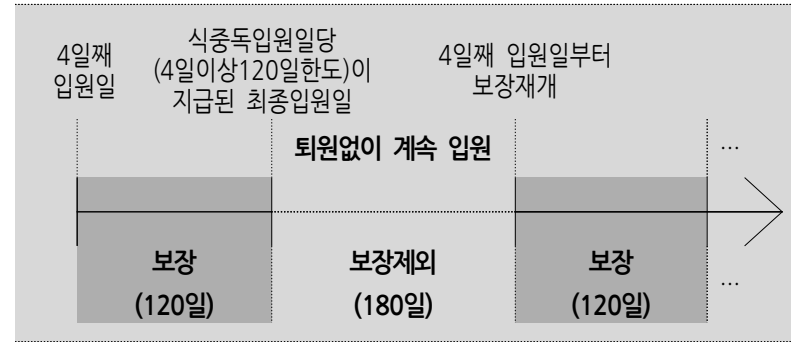 4일째
입원일
식중독입원일당
(4일이상120일한도)이
지급된 최종입원일
4일째 입원일부터
보장재개
퇴원없이 계속 입원
…
보장
(120일)
보장제외
(180일)
보장
(120일)
…